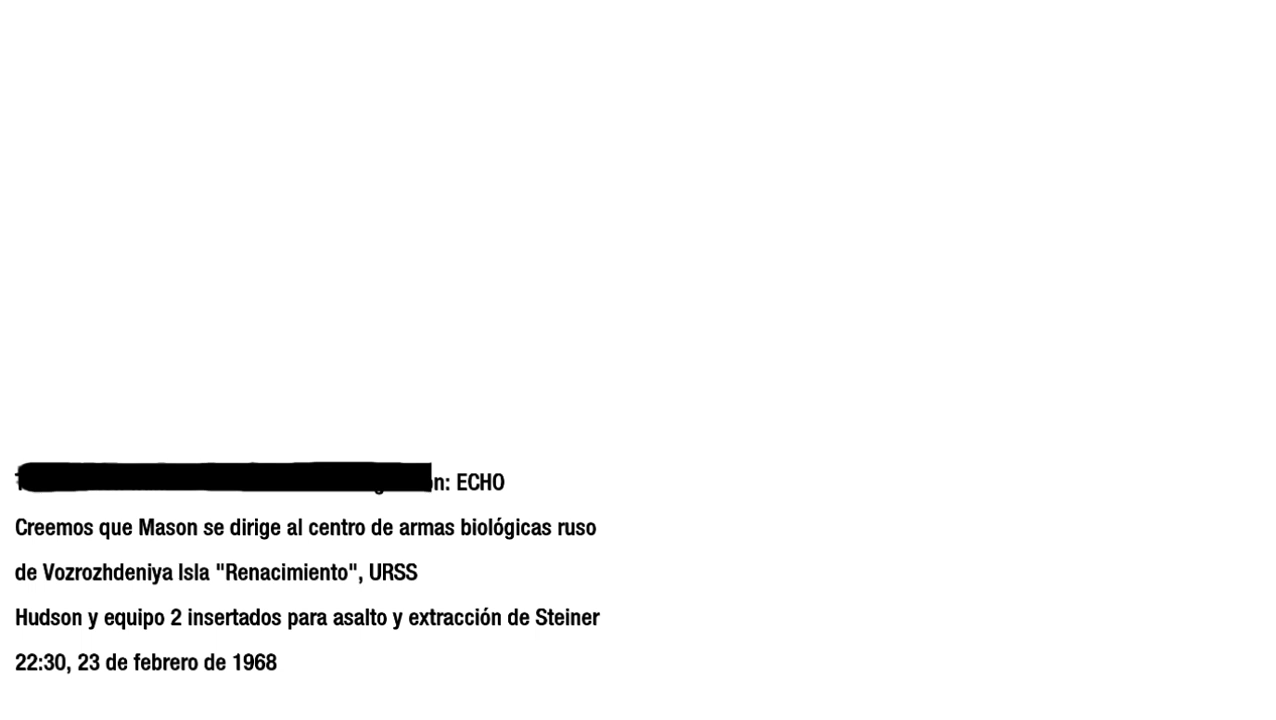 ón: ECHO
Creemos que Mason se dirige al centro de armas biológicas ruso
de Vozrozhdeniya Isla "Renacimiento", URSS
Hudson y equipo 2 insertados para asalto y extracción de Steiner
22:30, 23 de febrero de 1968